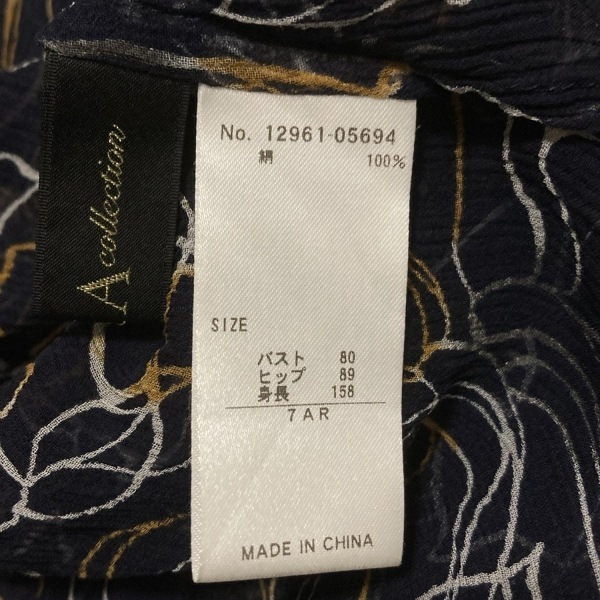 A collection
No. 12961-05694
絹 100%
SIZE
バスト 80
ヒップ 89
身長 158
7AR
MADE IN CHINA